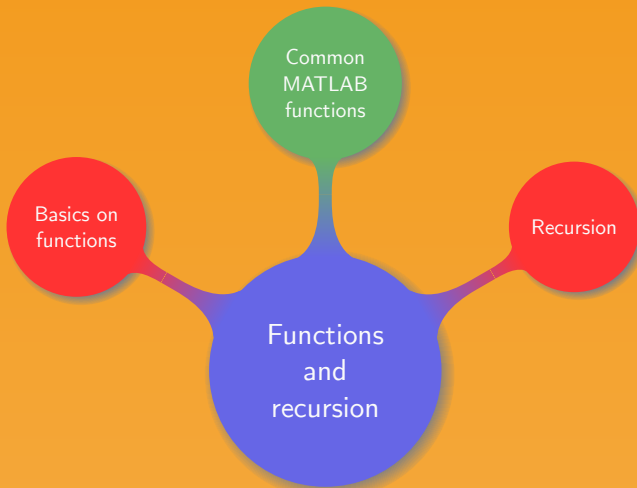 Common
MATLAB
functions
Basics on
functions
Recursion
Functions
and
recursion